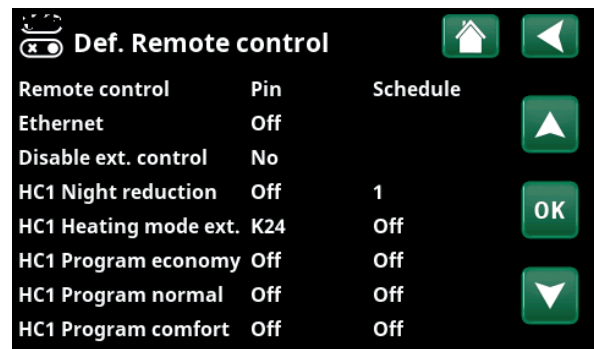 Def. Remote control
Remote control Pin Schedule
Ethernet Off
Disable ext. control No
HC1 Night reduction Off 1
OK
HC1 Heating mode ext. K24 Off
HC1 Program economy Off Off
HC1 Program normal Off Off
HC1 Program comfort Off Off